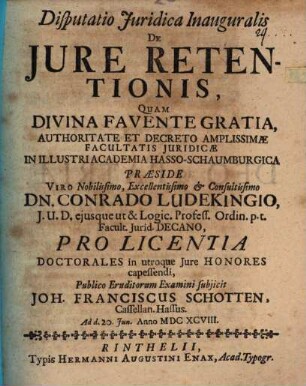 Disputatio Juridica Inauguralis
24
DE
JURE RETEN-
TIONIS,
QUAM
DIVINA FAVENTE GRATIA,
AUTHORITATE ET DECRETO AMPLISSIMÆ
FACULTATIS JURIDICÆ
IN ILLUSTRI ACADEMIA HASSO-SCHAUMBURGICA
PRÆSIDE
VIRO Nobilissimo, Excellentissimo & Consultissimo
DN. CONRADO LUDEKINGIO,
J. U. D, ejusque ut & Logic. Profess. Ordin. p.t.
Facult. Jurid. DECANO,
PRO LICENTIA
DOCTORALES in utroque Jure HONORES
capessendi,
Publico Eruditorum Examini subjicit
JOH. FRANCISCUS SCHOTTEN,
Cassellan. Hassus.
Ad d. 20. Jun. Anno MDC XCVIII.
RINTHELII,
Typis HERMANNI AUGUSTINI ENAX, Acad. Typogr.